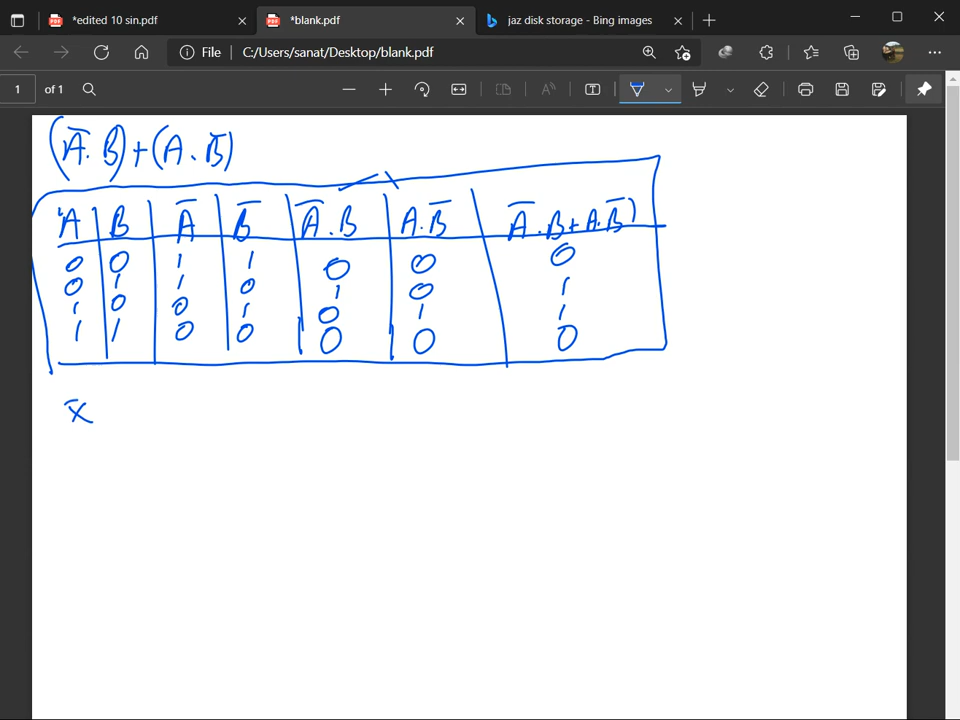 *edited 10 sin.pdf *blank.pdf jaz disk storage - Bing images
File C:/Users/sanat/Desktop/blank.pdf
1 of 1
(A̅.B)+(A.B̅)
A B A̅ B̅ A̅.B A.B̅ A̅.B+A.B̅)
0 0 1 1 0 0 0
0 1 1 0 1 0 1
1 0 0 1 0 1 1
1 1 0 0 0 0 0
x̅